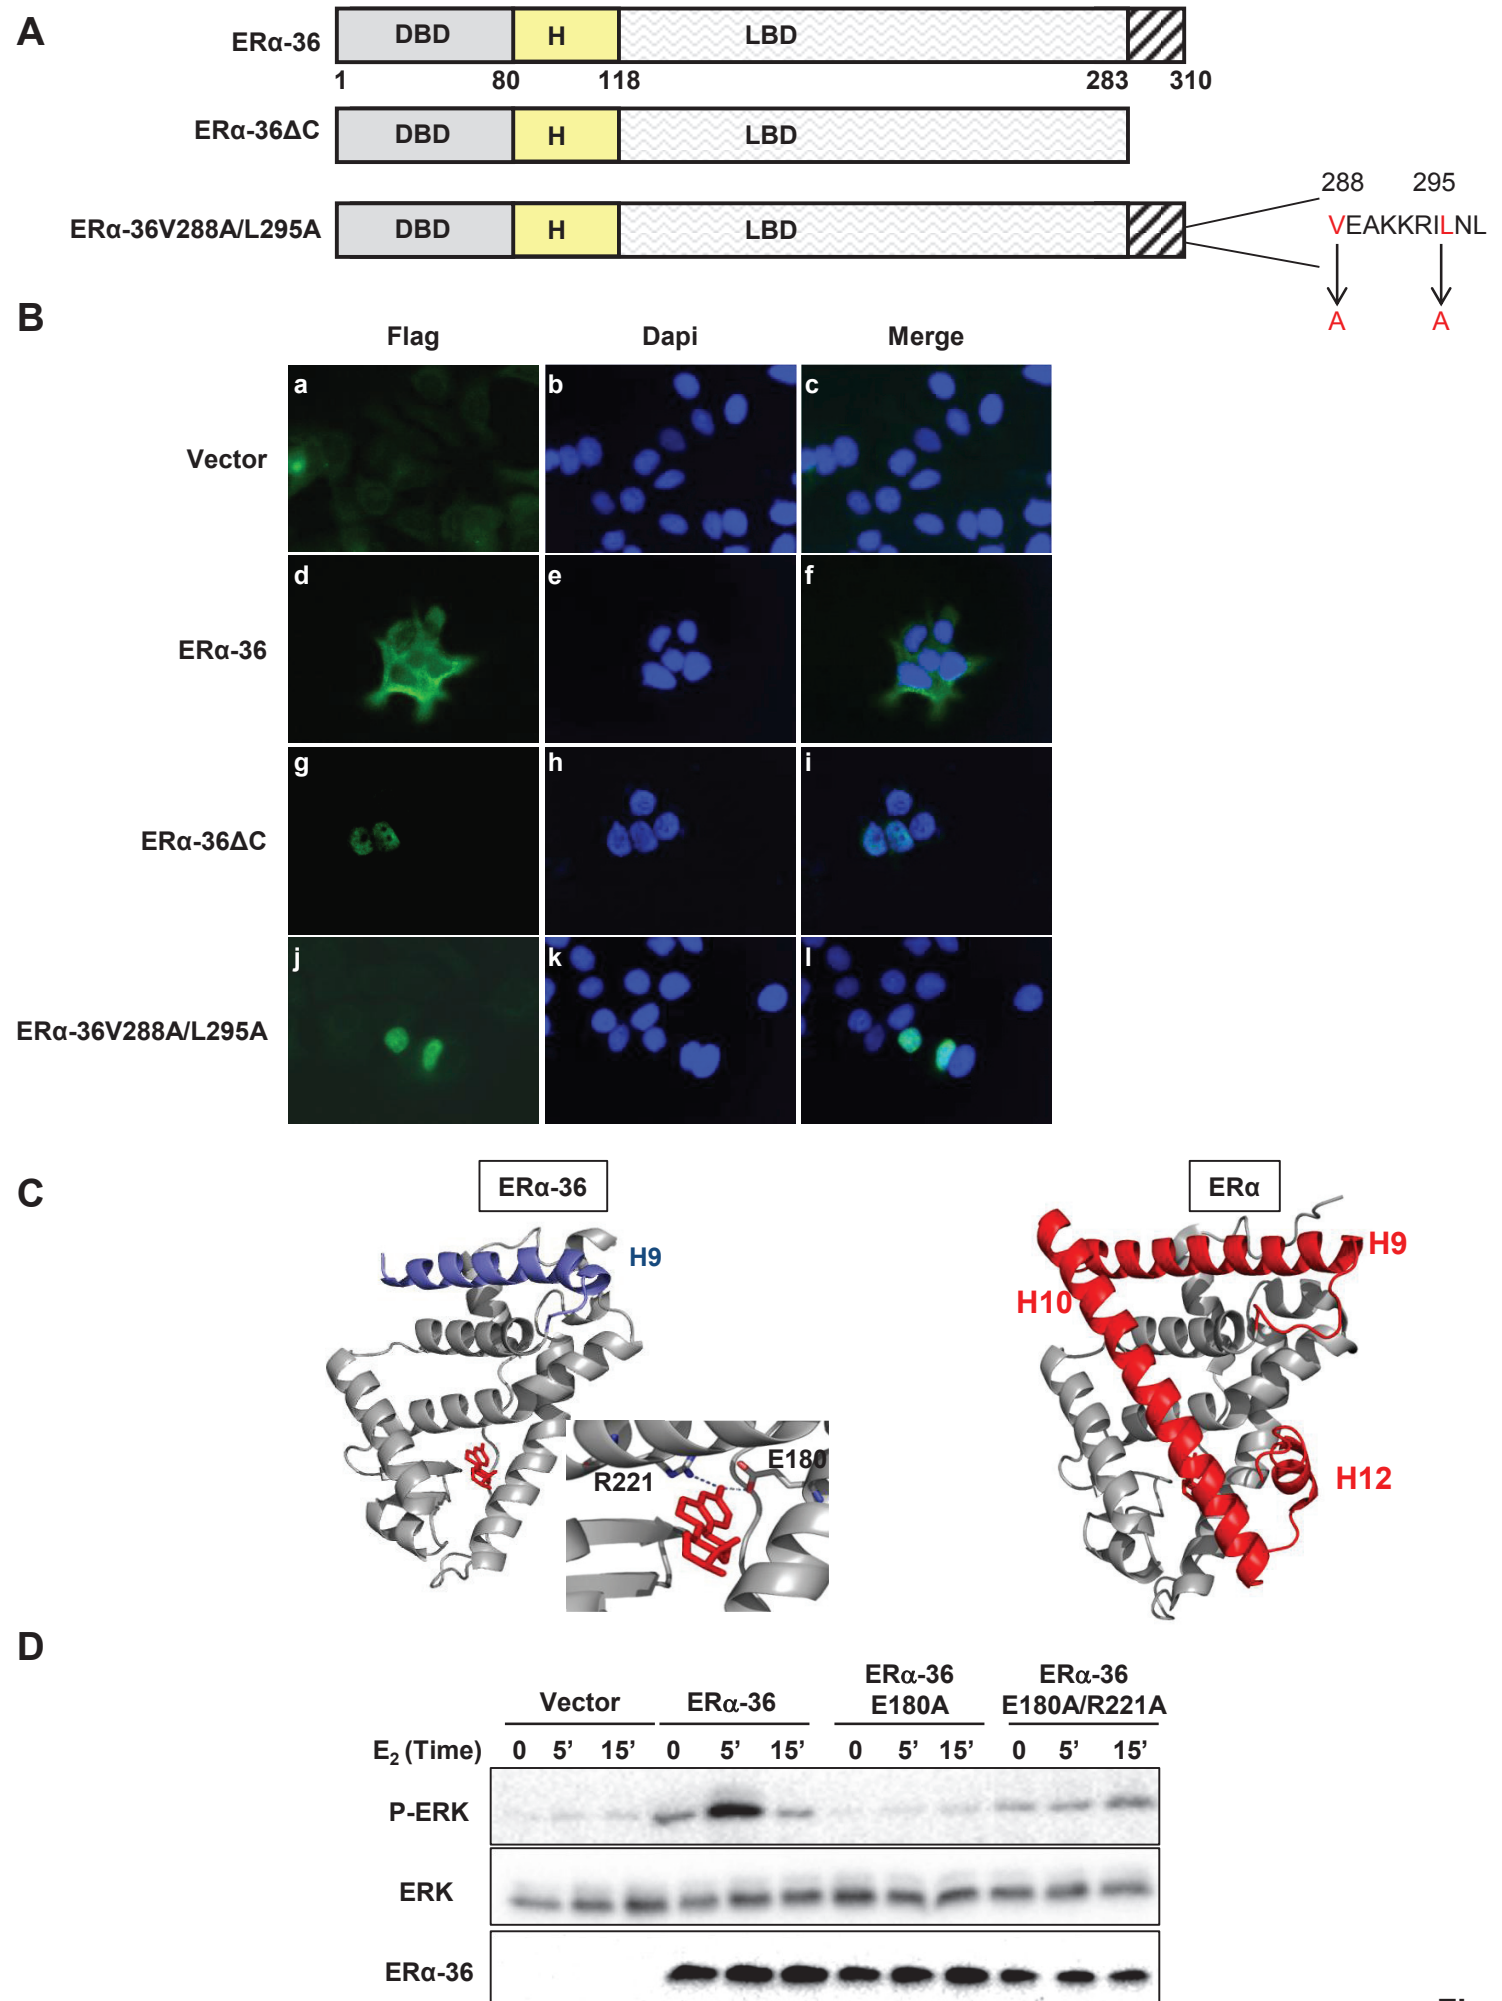 A
ERα-36
DBD
H
LBD
1
80
118
283
310
ERα-36ΔC
DBD
H
LBD
ERα-36V288A/L295A
DBD
H
LBD
288
295
VEAKKRILNL
A
A
B
Flag
Dapi
Merge
Vector
a
b
c
ERα-36
d
e
f
ERα-36ΔC
g
h
i
ERα-36V288A/L295A
j
k
l
C
ERα-36
H9
R221
E180
ERα
H9
H10
H12
D
Vector
ERα-36
ERα-36
E180A
ERα-36
E180A/R221A
E2 (Time)
0 5’ 15’ 0 5’ 15’ 0 5’ 15’ 0 5’ 15’
P-ERK
ERK
ERα-36